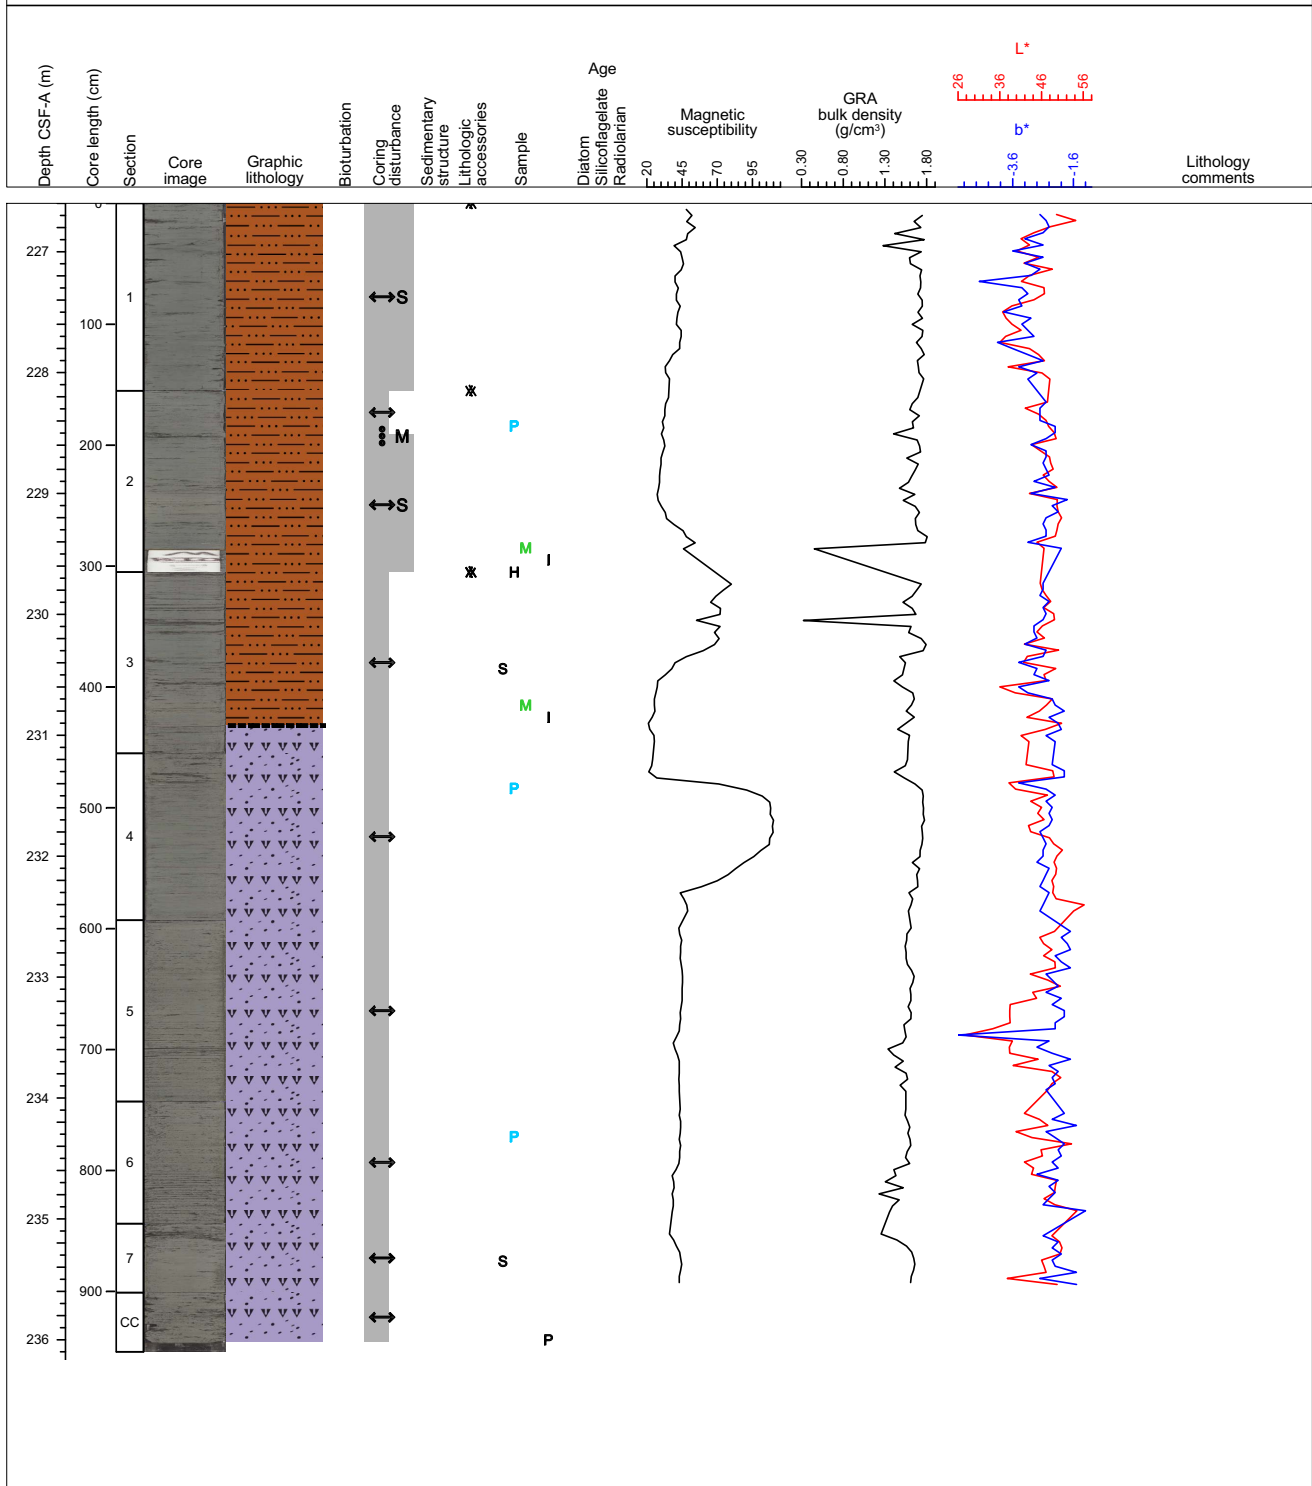 Depth CSF-A (m)
Core length (cm)
Section
Core
image
Graphic
lithology
Bioturbation
Coring
disturbance
Sedimentary
structure
Lithologic
accessories
Sample
Age
Diatom
Silicoflagelate
Radiolarian
Magnetic
susceptibility
20 45 70 95
GRA
bulk density
(g/cm³)
0.30 0.80 1.30 1.80
L*
26 36 46 56
b*
-3.6 -1.6
Lithology
comments
0
227
1
S
100
228
P
M
200
2
229
S
M
I
300
H
230
3
S
400
M
I
231
P
500
4
232
600
233
5
700
234
P
800
6
235
7
S
900
CC
236
P